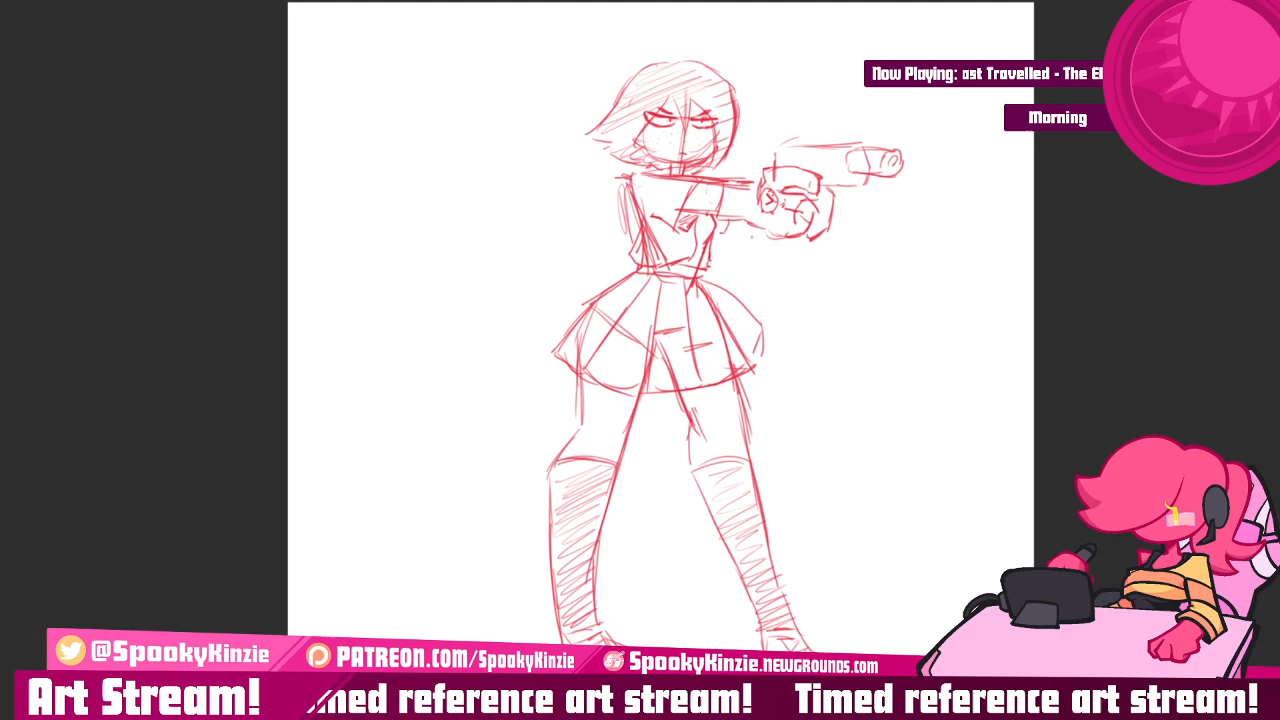 Now Playing: ost Travelled - The El
Morning
@SpookyKinzie
PATREON.COM/SpookyKinzie
SpookyKinzie.NEWGROUNDS.COM
Art Stream!
med reference art stream! Timed reference art stream!